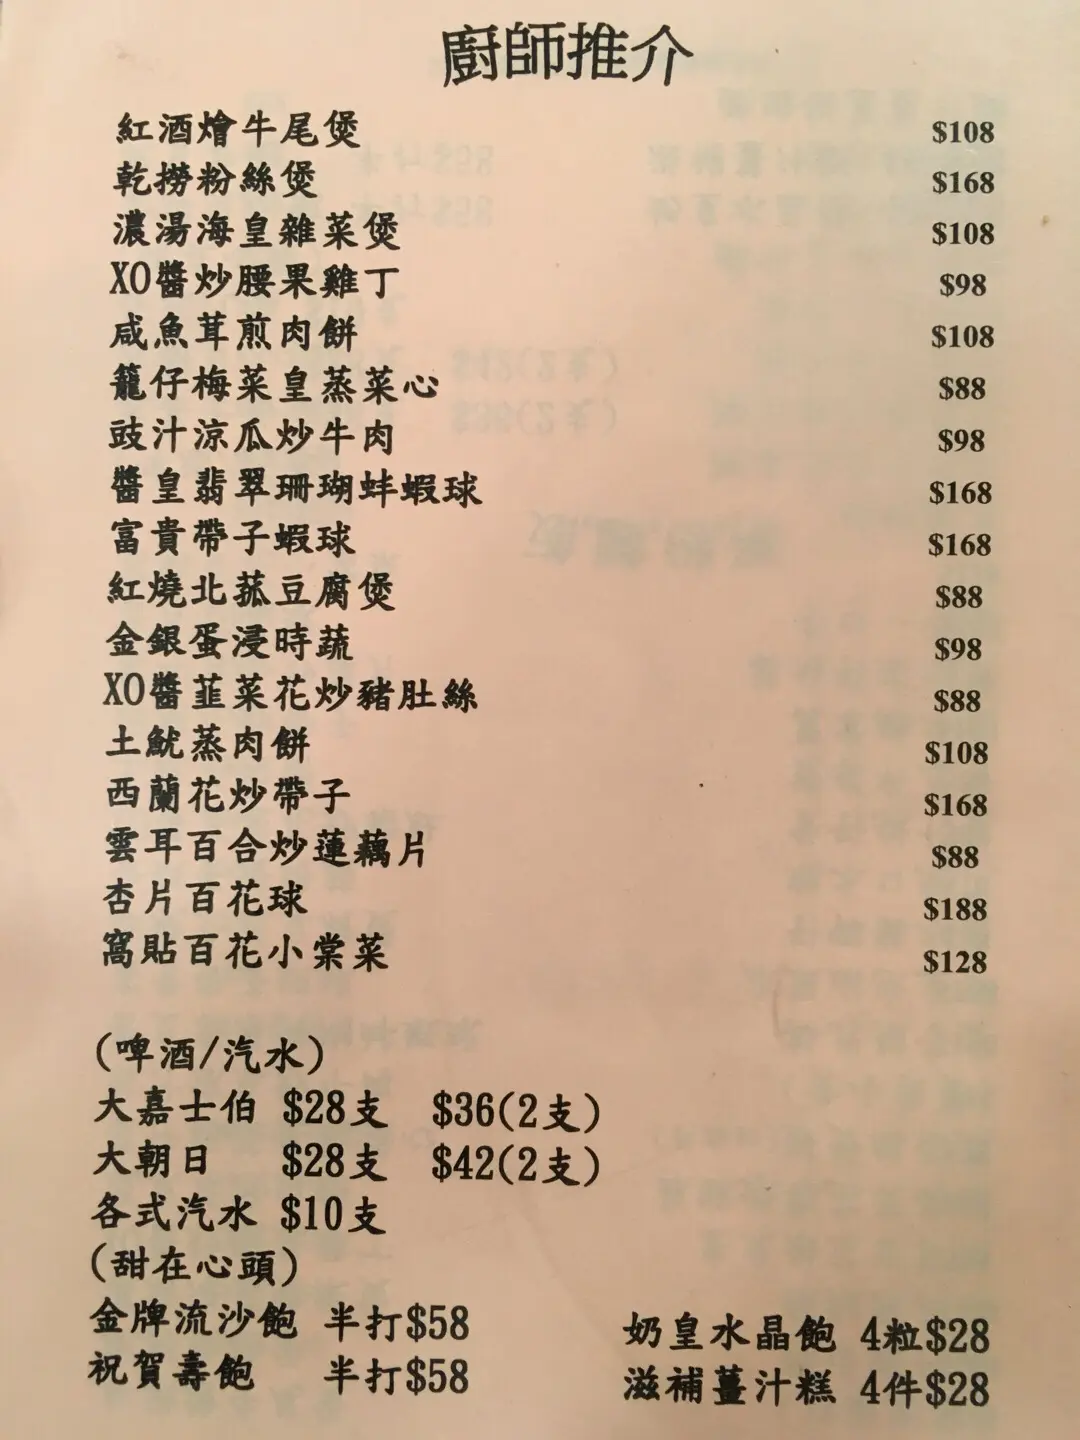 廚師推介
紅酒燴牛尾煲 $108
乾撈粉絲煲 $168
濃湯海皇雜菜煲 $108
XO醬炒腰果雞丁 $98
咸魚茸煎肉餅 $108
籠仔梅菜皇蒸菜心 $88
豉汁涼瓜炒牛肉 $98
醬皇翡翠珊瑚蚌蝦球 $168
富貴帶子蝦球 $168
紅燒北菰豆腐煲 $88
金銀蛋浸時蔬 $98
XO醬韮菜花炒豬肚絲 $88
土魷蒸肉餅 $108
西蘭花炒帶子 $168
雲耳百合炒蓮藕片 $88
杏片百花球 $188
窩貼百花小棠菜 $128
(啤酒/汽水)
大嘉士伯 $28支 $36(2支)
大朝日 $28支 $42(2支)
各式汽水 $10支
(甜在心頭)
金牌流沙飽 半打$58 奶皇水晶飽 4粒$28
祝賀壽飽 半打$58 滋補薑汁糕 4件$28